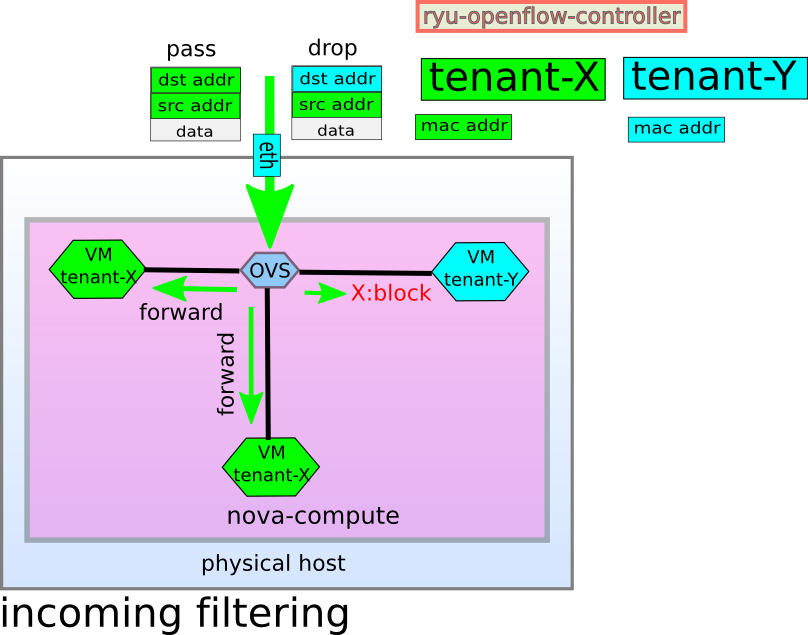 ryu-openflow-controller
pass
drop
dst addr
src addr
data
dst addr
src addr
data
tenant-X
tenant-Y
mac addr
mac addr
eth
VM
tenant-X
OVS
VM
tenant-Y
forward
X:block
forward
VM
tenant-X
nova-compute
physical host
incoming filtering